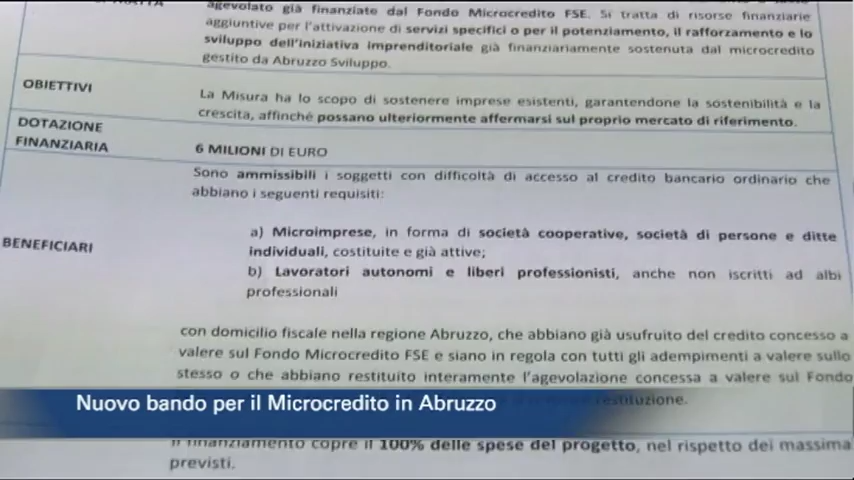 agevolato già finanziate dal Fondo Microcredito FSE. Si tratta di risorse finanziarie
aggiuntive per l'attivazione di servizi specifici o per il potenziamento, il rafforzamento e lo
sviluppo dell'iniziativa imprenditoriale già finanziariamente sostenuta dal microcredito
gestito da Abruzzo Sviluppo.
OBIETTIVI
La Misura ha lo scopo di sostenere imprese esistenti, garantendone la sostenibilità e la
crescita, affinché possano ulteriormente affermarsi sul proprio mercato di riferimento.
DOTAZIONE
FINANZIARIA
6 MILIONI DI EURO
Sono ammissibili i soggetti con difficoltà di accesso al credito bancario ordinario che
abbiano i seguenti requisiti:
BENEFICIARI
a) Microimprese, in forma di società cooperative, società di persone e ditte
individuali, costituite e già attive;
b) Lavoratori autonomi e liberi professionisti, anche non iscritti ad albi
professionali
con domicilio fiscale nella regione Abruzzo, che abbiano già usufruito del credito concesso a
valere sul Fondo Microcredito FSE e siano in regola con tutti gli adempimenti a valere sullo
stesso o che abbiano restituito interamente l'agevolazione concessa a valere sul Fondo
restituzione.
Nuovo bando per il Microcredito in Abruzzo
Il finanziamento copre il 100% delle spese del progetto, nel rispetto dei massima
previsti.